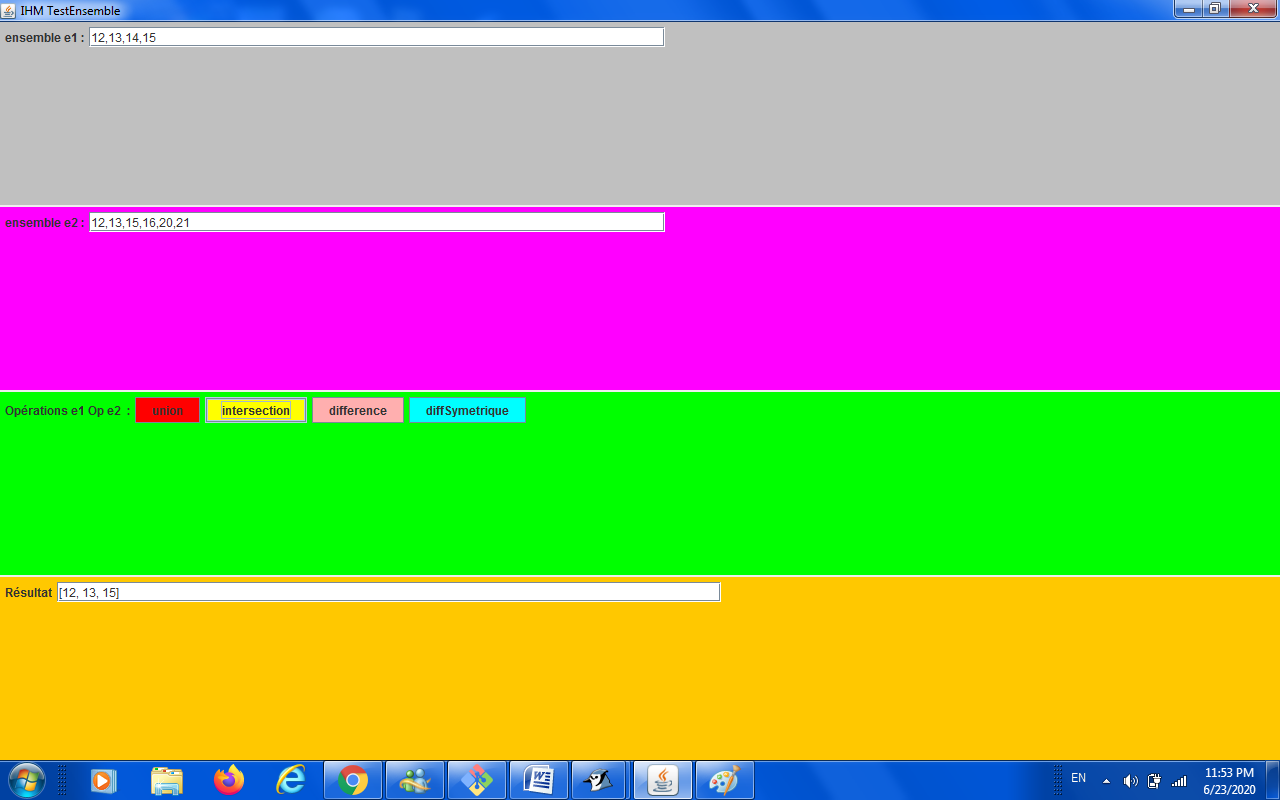 IHM TestEnsemble
ensemble e1 : 12,13,14,15
ensemble e2 : 12,13,15,16,20,21
Opérations e1 Op e2 : union intersection difference diffSymetrique
Résultat [12, 13, 15]
EN 11:53 PM
6/23/2020